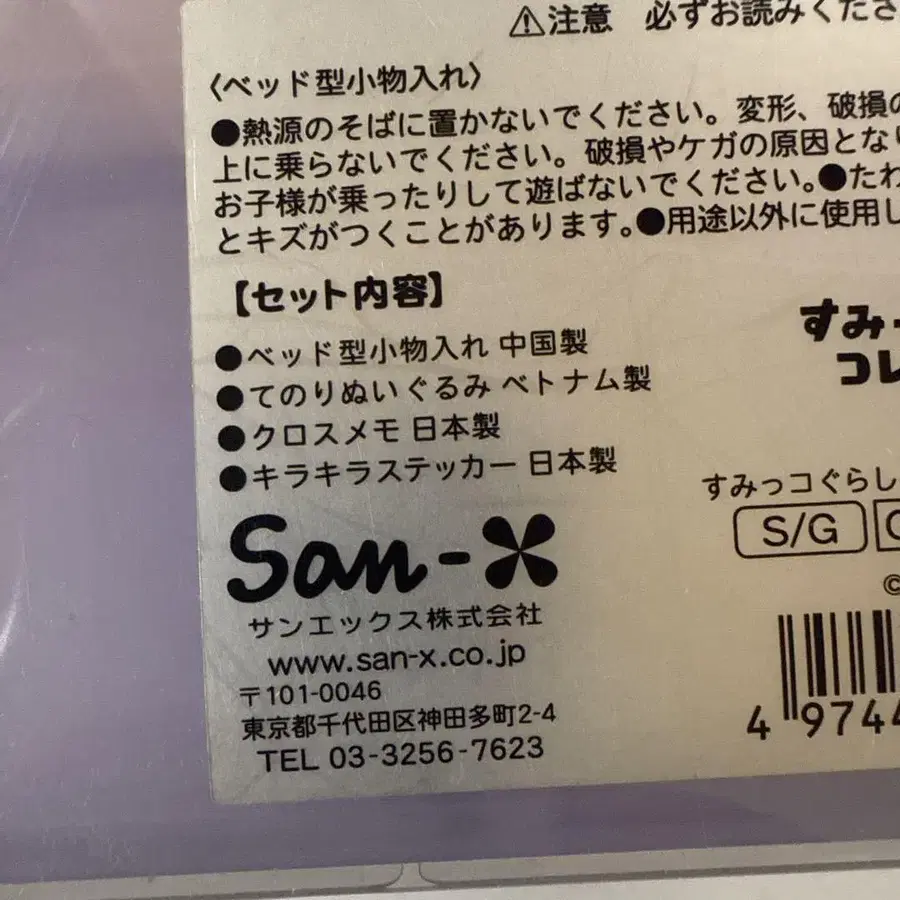 ⚠注意 必ずお読みくださ
〈ベッド型小物入れ〉
●熱源のそばに置かないでください。変形、破損の
上に乗らないでください。破損やケガの原因とな
お子様が乗ったりして遊ばないでください。●たわ
とキズがつくことがあります。●用途以外に使用し
【セット内容】
●ベッド型小物入れ 中国製
●てのりぬいぐるみ ベトナム製
●クロスメモ 日本製
●キラキラステッカー 日本製
すみっ
コレ
すみっコぐらし
S/G
©
San-X
サンエックス株式会社
www.san-x.co.jp
〒101-0046
東京都千代田区神田多町2-4
TEL 03-3256-7623
4 9744